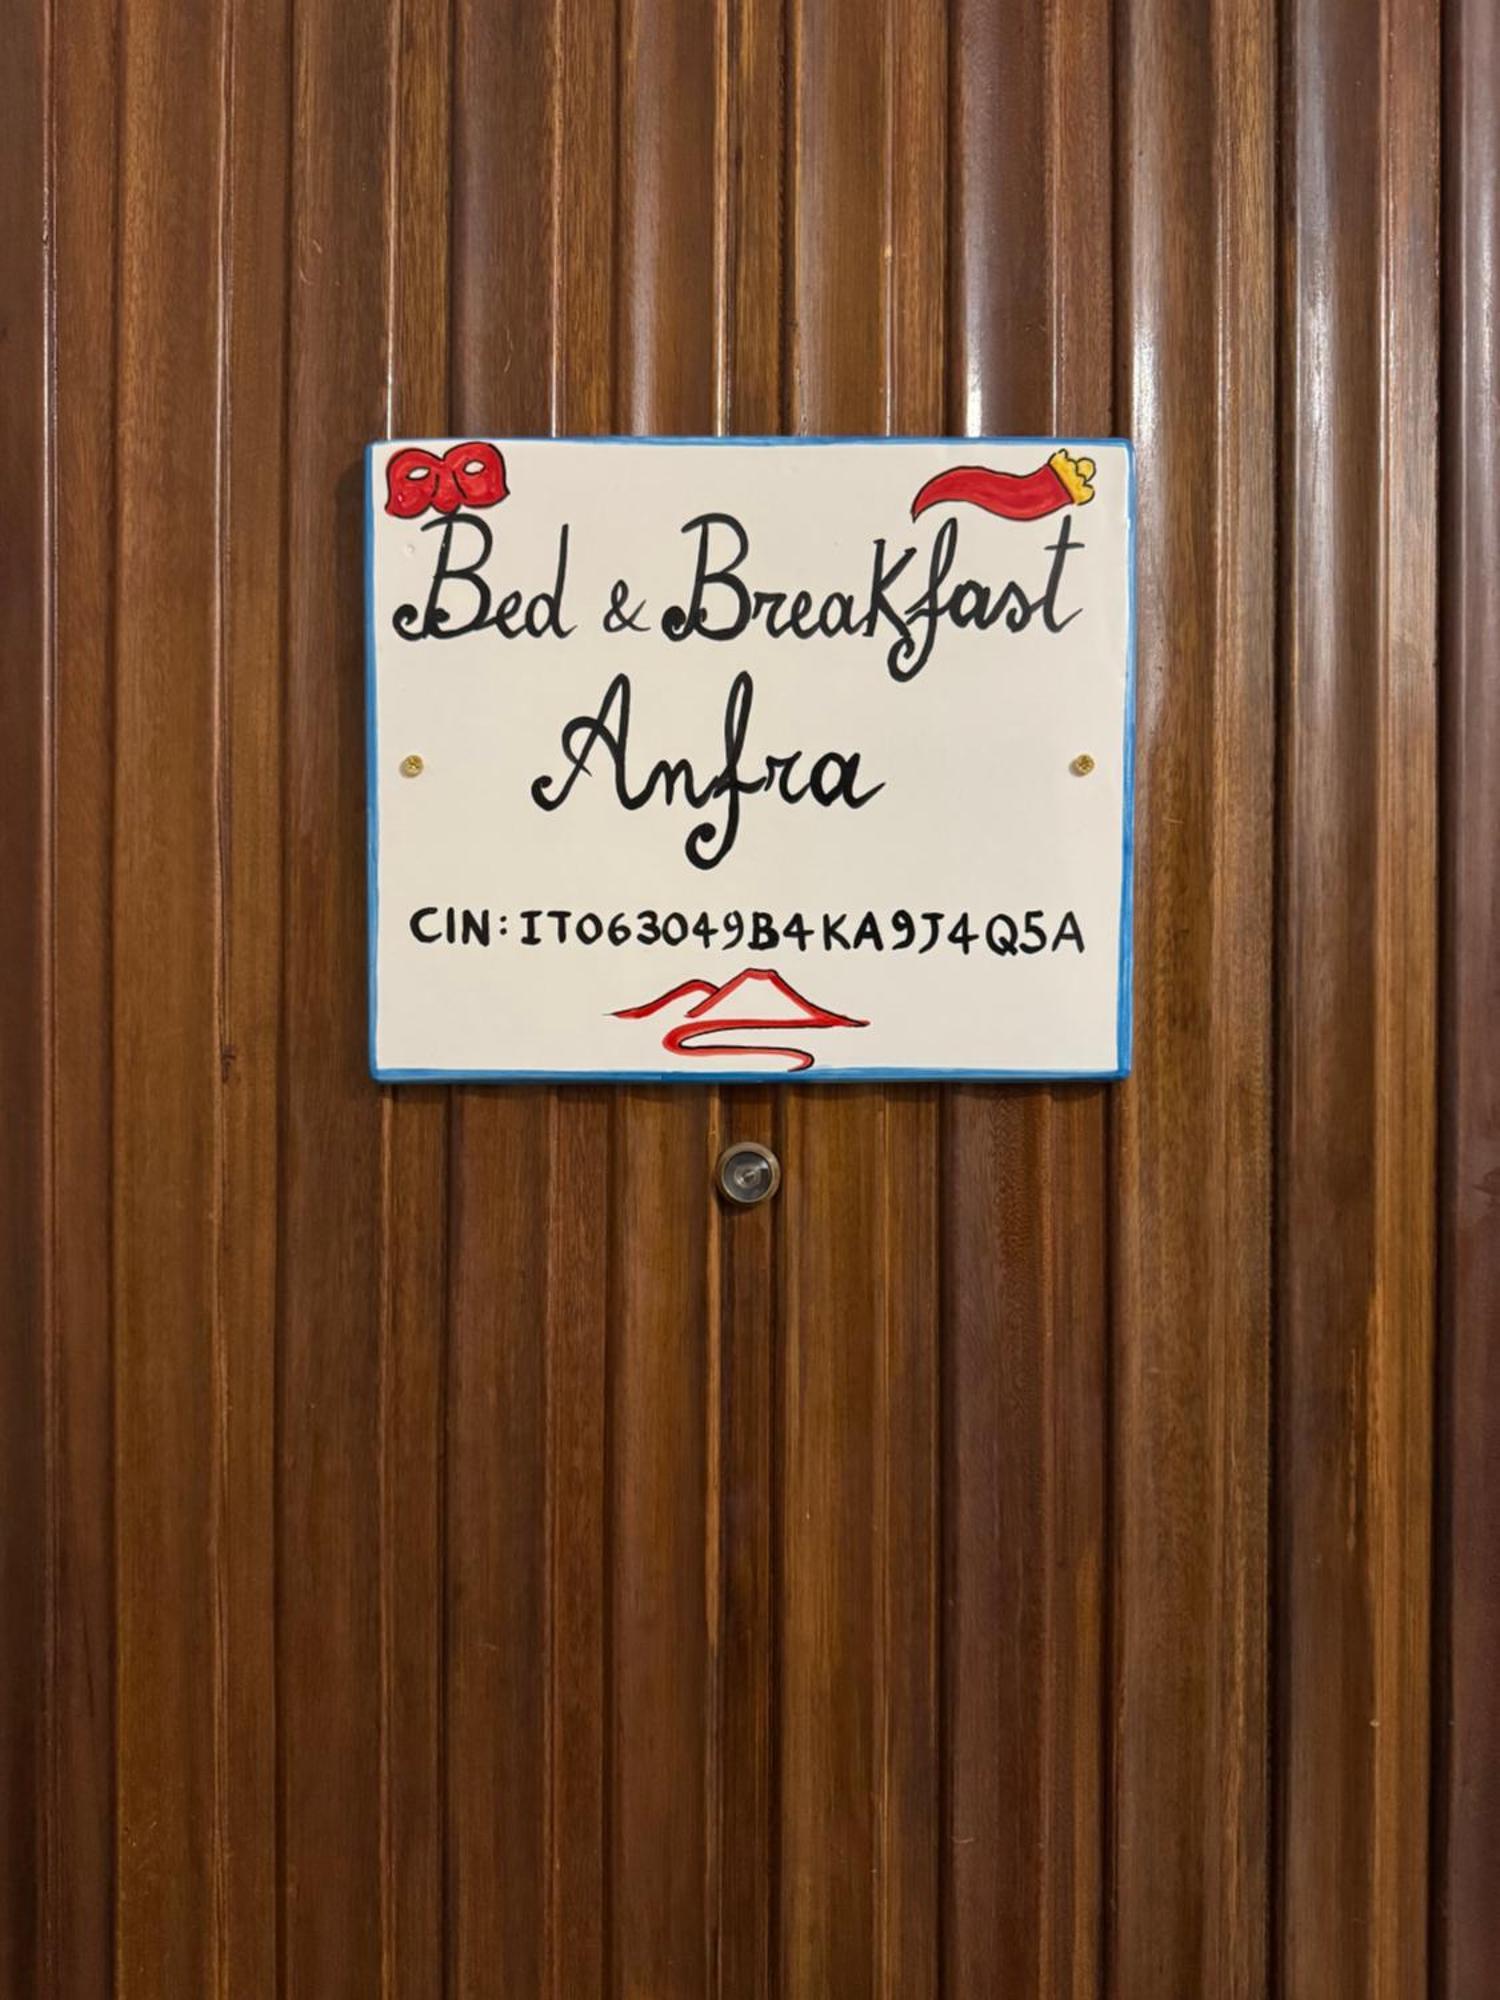 Bed & Breakfast
Anfra
CIN: IT063049B4KA9J4Q5A